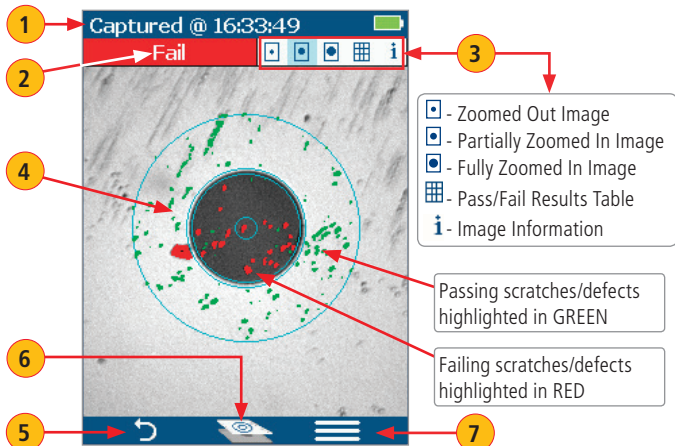 1
Captured @ 16:33:49
2
Fail
i
3
- Zoomed Out Image
- Partially Zoomed In Image
- Fully Zoomed In Image
- Pass/Fail Results Table
i - Image Information
4
Passing scratches/defects
highlighted in GREEN
Failing scratches/defects
highlighted in RED
6
5
7